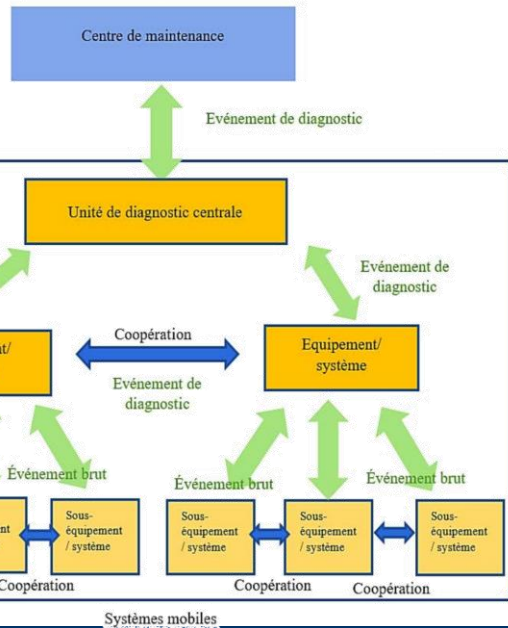 Centre de maintenance
Evénement de diagnostic
Unité de diagnostic centrale
Evénement de
diagnostic
Coopération
Evénement de
diagnostic
Equipement/
système
Événement brut
Événement brut
Événement brut
Sous-
équipement
/ système
Sous-
équipement
/ système
Sous-
équipement
/ système
Sous-
équipement
/ système
Coopération
Coopération
Coopération
Systèmes mobiles